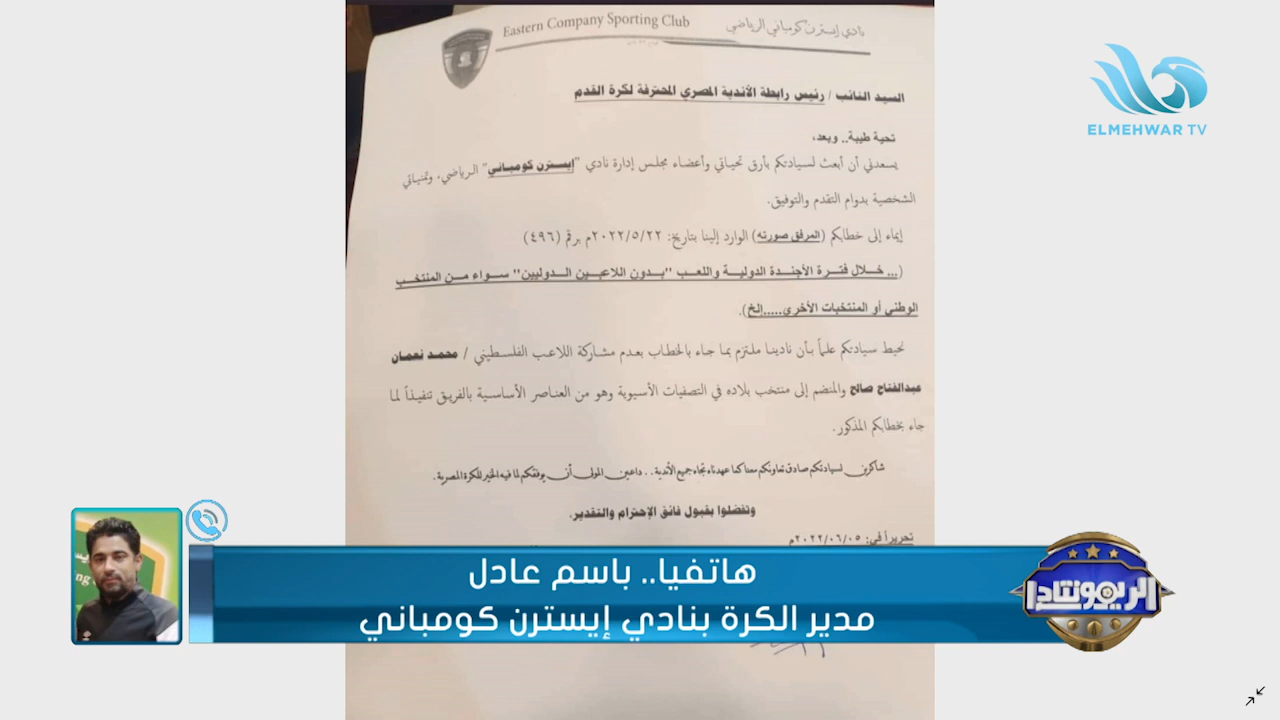 Eastern Company Sporting Club
نادي إيسترن كومباني الرياضي
ELMEHWAR TV
السيد النائب / رئيس رابطة الأندية المصري المحترفة لكرة القدم
تحية طيبة.. وبعد،
يسعدني أن أبعث لسيادتكم بأرق تحياتي وأعضاء مجلس إدارة نادي "إيسترن كومباني" الرياضي، وتمنياتي
الشخصية بدوام التقدم والتوفيق.
إيماء إلى خطابكم (المرفق صورته) الوارد إلينا بتاريخ: ٢٠٢٢/٥/٢٢م برقم (٤٩٦)
(... خلال فترة الأجندة الدولية واللعب "بدون اللاعبين الدوليين" سواء من المنتخب
الوطني أو المنتخبات الأخرى.....إلخ).
نحيط سيادتكم علماً بأن نادينا ملتزم بما جاء بالخطاب بعدم مشاركة اللاعب الفلسطيني / محمد نعمان
عبدالفتاح صالح والمنضم إلى منتخب بلاده في التصفيات الأسيوية وهو من العناصر الأساسية بالفريق تنفيذاً لما
جاء بخطابكم المذكور.
شاكرين لسيادتكم صادق تعاونكم معنا كما عهدناه تجاه جميع الأندية.. داعين المولى أن يوفقكم لما فيه الخير للكرة المصرية.
وتفضلوا بقبول فائق الإحترام والتقدير.
تحريراً في: ٢٠٢٢/٠٦/٠٥م
هاتفيا.. باسم عادل
مدير الكرة بنادي إيسترن كومباني
الريمونتادا